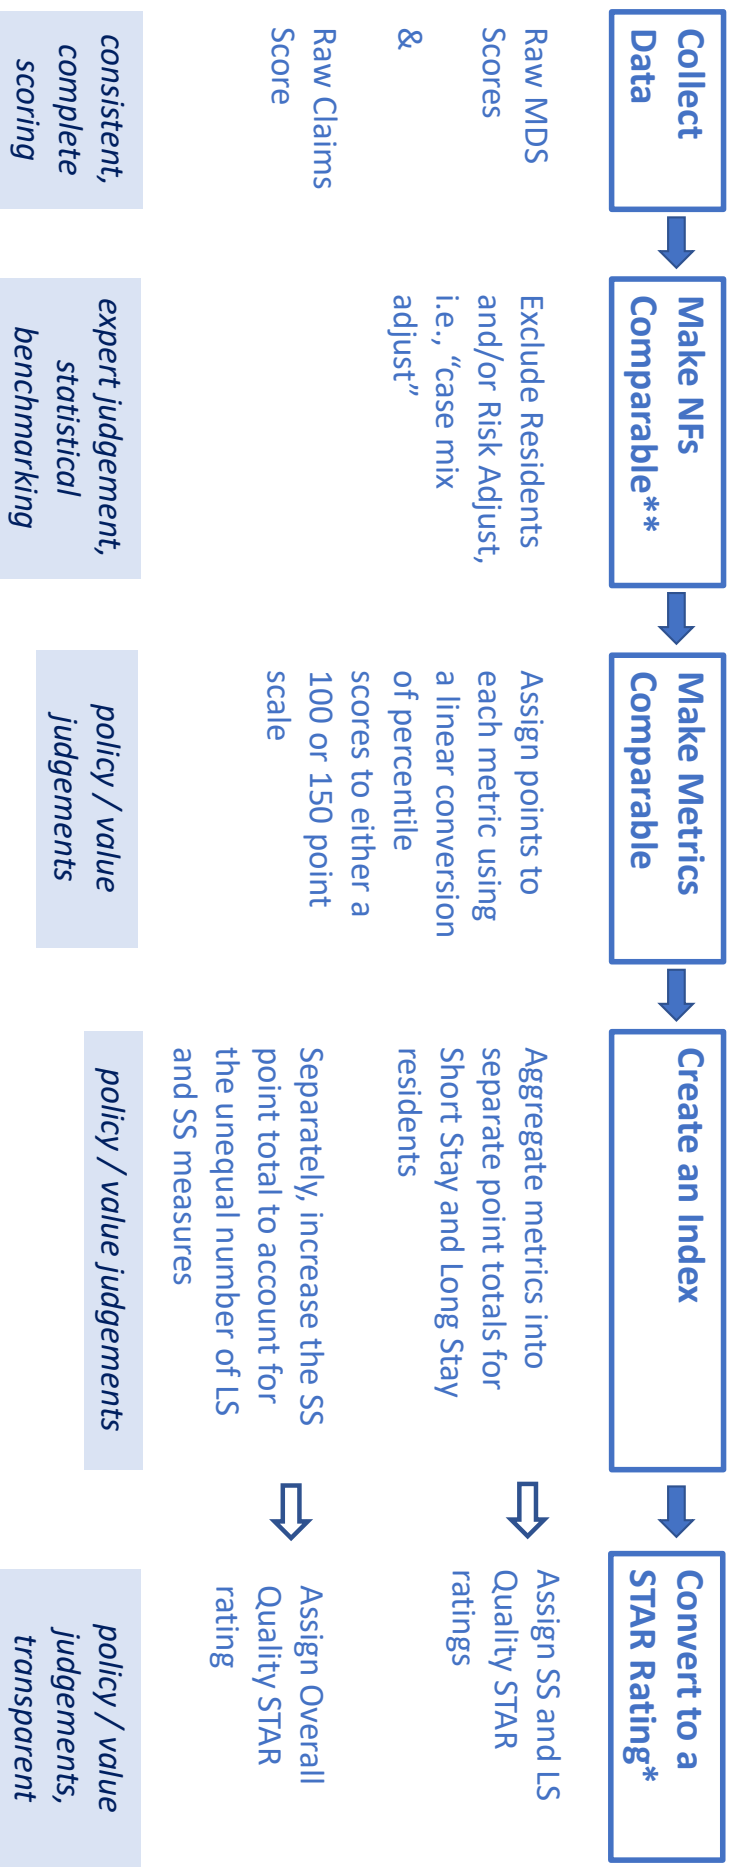 Collect
Data
Make NFs
Comparable**
Make Metrics
Comparable
Create an Index
Convert to a
STAR Rating*
Raw MDS
Scores
&
Raw Claims
Score
Exclude Residents
and/or Risk Adjust,
i.e., “case mix
adjust”
Assign points to
each metric using
a linear conversion
of percentile
scores to either a
100 or 150 point
scale
Aggregate metrics into
separate point totals for
Short Stay and Long Stay
residents
Separately, increase the SS
point total to account for
the unequal number of LS
and SS measures
Assign SS and LS
Quality STAR
ratings
Assign Overall
Quality STAR
rating
consistent,
complete
scoring
expert judgement,
statistical
benchmarking
policy / value
judgements
policy / value judgements
policy / value
judgements,
transparent